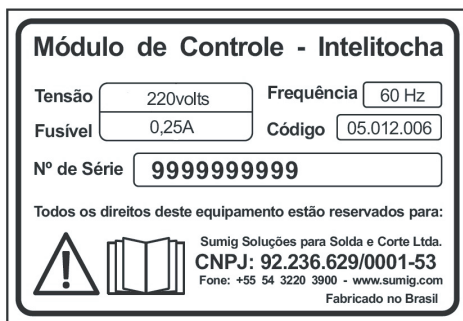 Módulo de Controle - Intelitocha
Tensão 220volts Frequência 60 Hz
Fusível 0,25A Código 05.012.006
Nº de Série 9999999999
Todos os direitos deste equipamento estão reservados para:
Sumig Soluções para Solda e Corte Ltda.
CNPJ: 92.236.629/0001-53
Fone: +55 54 3220 3900 - www.sumig.com
Fabricado no Brasil